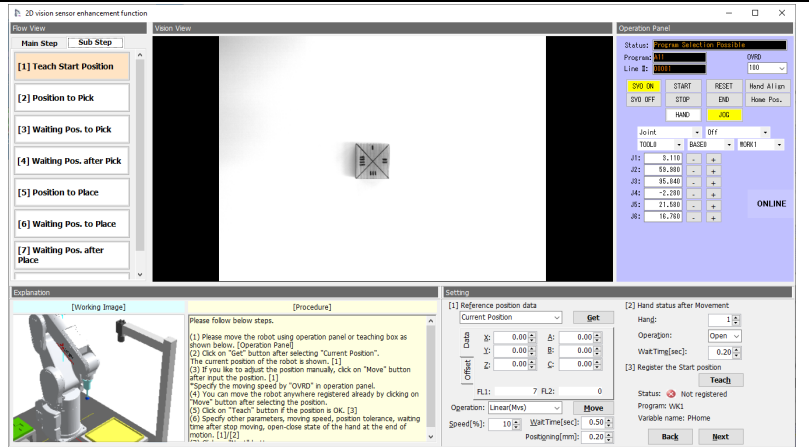 2D vision sensor enhancement function
Flow View
Main Step Sub Step
[1] Teach Start Position
[2] Position to Pick
[3] Waiting Pos. to Pick
[4] Waiting Pos. after Pick
[5] Position to Place
[6] Waiting Pos. to Place
[7] Waiting Pos. after
Place
Vision View
Operation Panel
Status: Program Selection Possible
Program: A11 OVRD
Line #: 00001 100
SVO ON START RESET Hand Align
SVO OFF STOP END Home Pos.
HAND JOG
Joint Off
TOOL0 BASE0 WORK1
J1: 3.110 - +
J2: 59.980 - +
J3: 95.840 - +
J4: -2.280 - +
J5: 21.580 - +
J6: 16.760 - +
ONLINE
Explanation
[Working Image]
[Procedure]
Please follow below steps.
(1) Please move the robot using operation panel or teaching box as
shown below. [Operation Panel]
(2) Click on "Get" button after selecting "Current Position".
The current position of the robot is shown. [1]
(3) If you like to adjust the position manually, click on "Move" button
after input the position. [1]
*Specify the moving speed by "OVRD" in operation panel.
(4) You can move the robot anywhere registered already by clicking on
"Move" button after selecting the position.
(5) Click on "Teach" button if the position is OK. [3]
(6) Specify other parameters, moving speed, position tolerance, waiting
time after stop moving, open-close state of the hand at the end of
motion. [1]/[2]
Setting
[1] Reference position data
Current Position Get
Data
Offset
X: 0.00 A: 0.00
Y: 0.00 B: 0.00
Z: 0.00 C: 0.00
FL1: 7 FL2: 0
Operation: Linear(Mvs) Move
Speed[%]: 10 WaitTime[sec]: 0.50
Positioning[mm]: 0.20
[2] Hand status after Movement
Hand: 1
Operation: Open
WaitTime[sec]: 0.20
[3] Register the Start position
Teach
Status: Not registered
Program: WK1
Variable name: PHome
Back Next